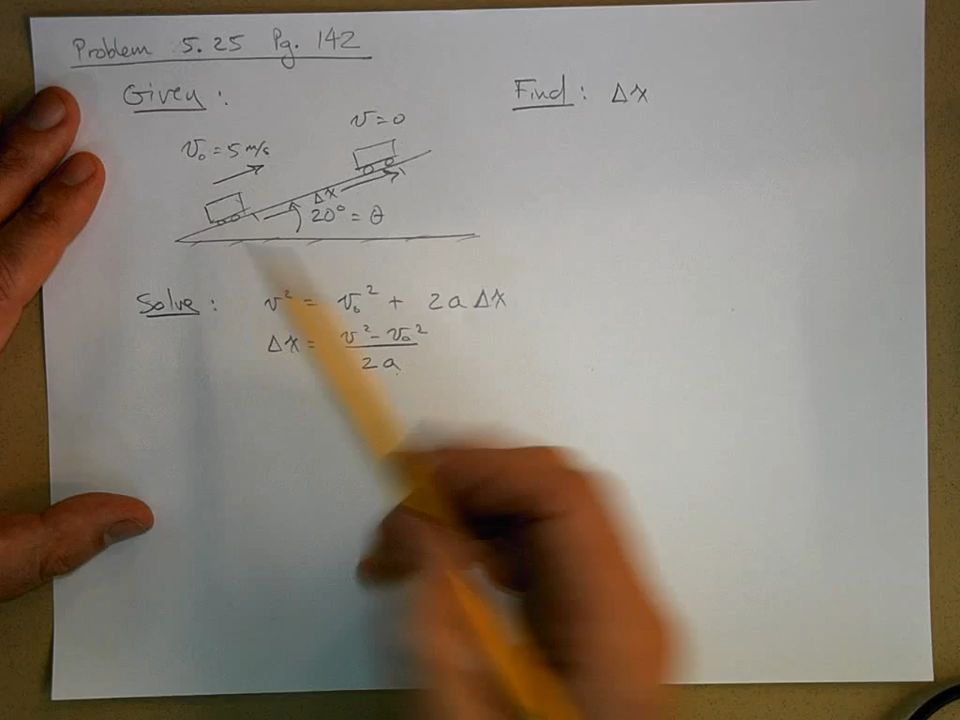 Problem 5.25 Pg. 142
Given:
Find: Δx
v=0
v₀ = 5 m/s
Δx
20° = θ
Solve: v² = v₀² + 2aΔx
Δx = (v² - v₀²)/2a